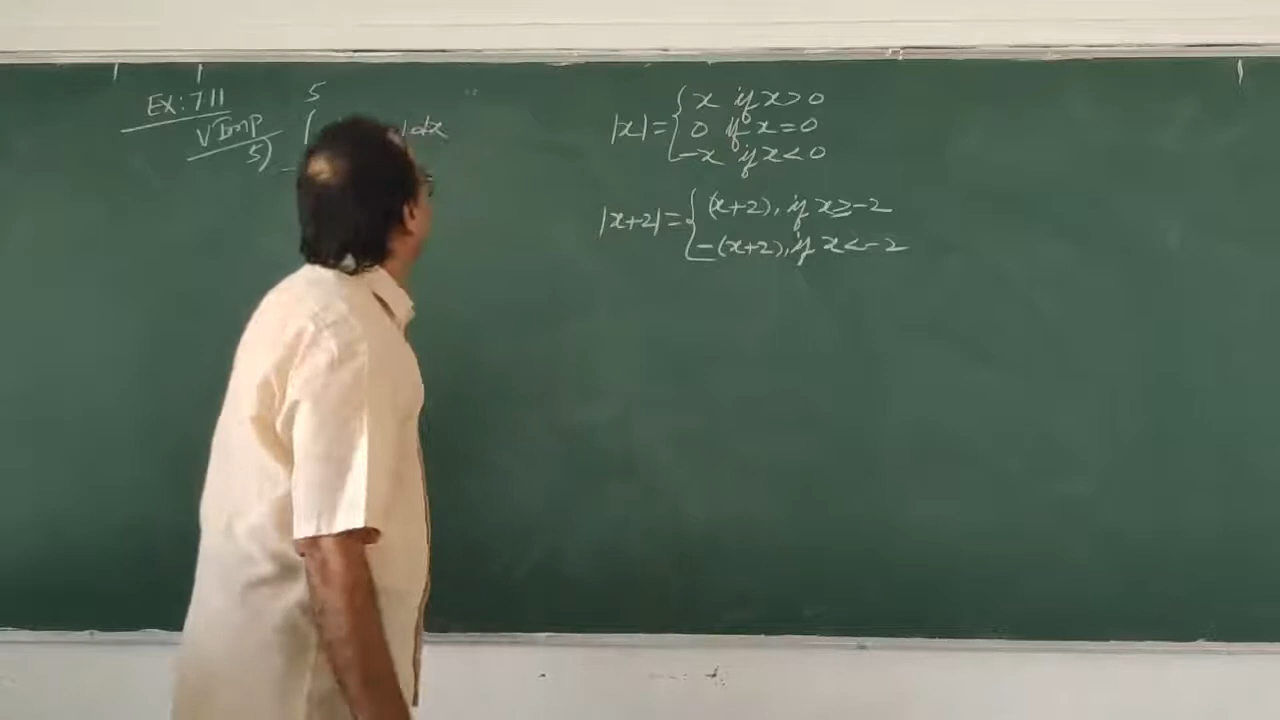 Ex: 7.11
V Imp
5)
5
∫ |dx
|x| = { x if x > 0
0 if x = 0
-x if x < 0
|x+2| = { (x+2), if x ≥ -2
-(x+2), if x < -2